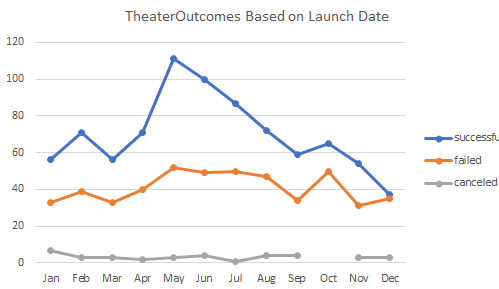 TheaterOutcomes Based on Launch Date
120
100
80
60
40
20
0
Jan Feb Mar Apr May Jun Jul Aug Sep Oct Nov Dec
successfu
failed
canceled